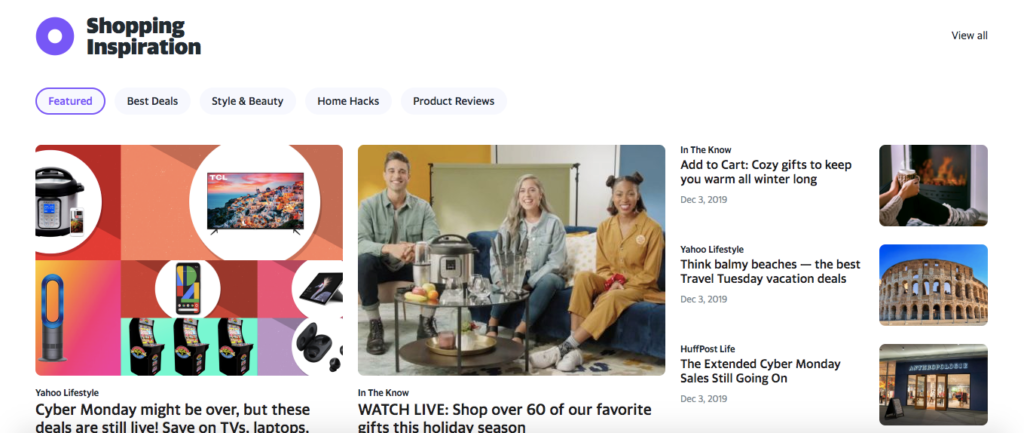 Shopping
Inspiration
View all
Featured
Best Deals
Style & Beauty
Home Hacks
Product Reviews
TCL
Yahoo Lifestyle
Cyber Monday might be over, but these
deals are still live! Save on TVs, laptops,
In The Know
WATCH LIVE: Shop over 60 of our favorite
gifts this holiday season
In The Know
Add to Cart: Cozy gifts to keep
you warm all winter long
Dec 3, 2019
Yahoo Lifestyle
Think balmy beaches — the best
Travel Tuesday vacation deals
Dec 3, 2019
HuffPost Life
The Extended Cyber Monday
Sales Still Going On
Dec 3, 2019
ANTHROPOLOGIE